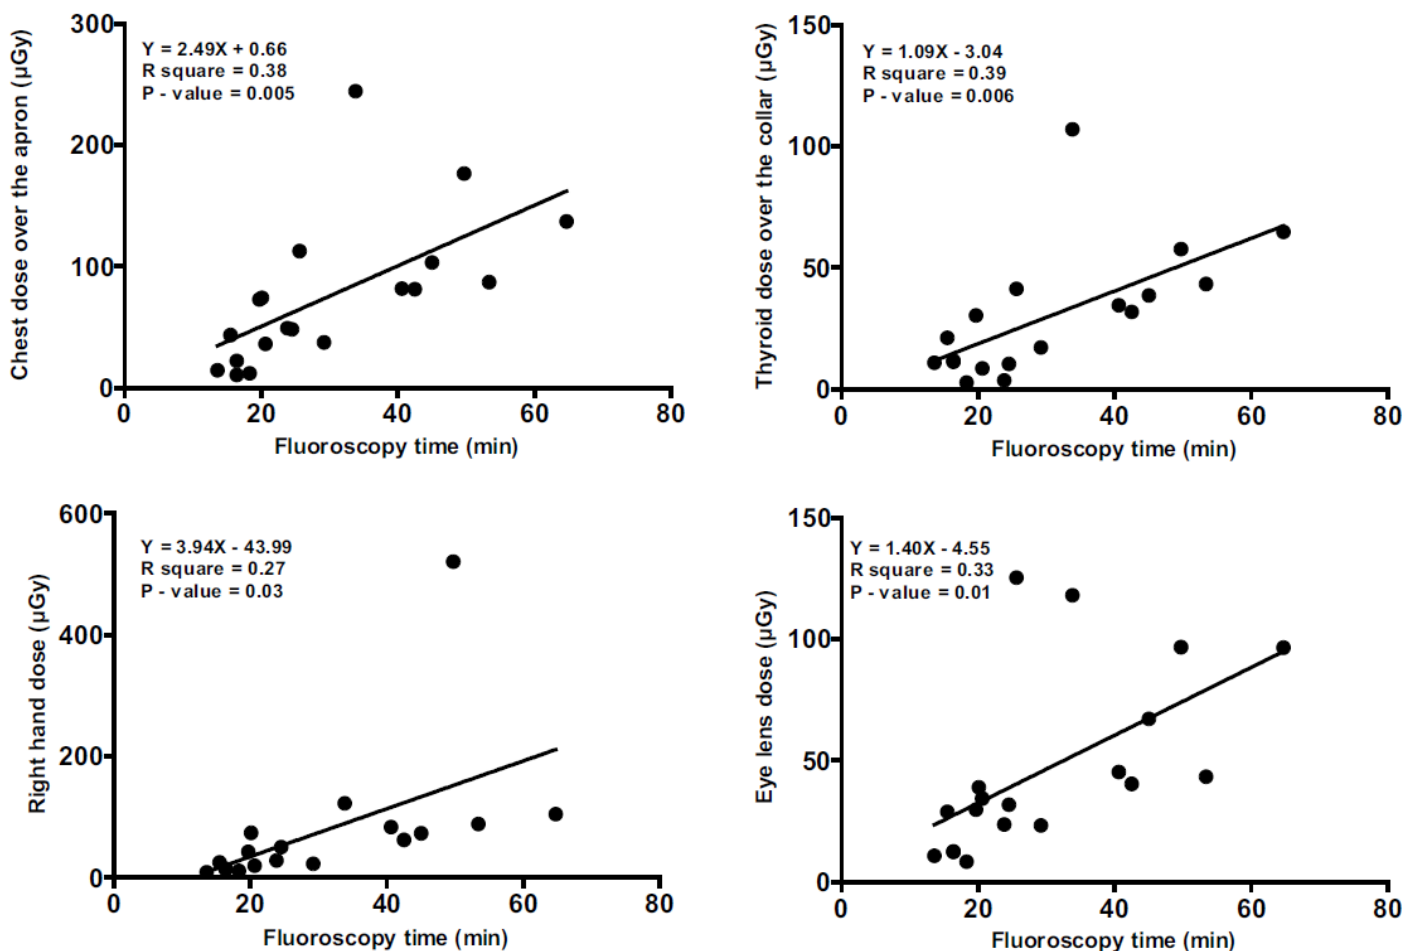 Chest dose over the apron (µGy)
300
200
100
0
Y = 2.49X + 0.66
R square = 0.38
P - value = 0.005
0 20 40 60 80
Fluoroscopy time (min)
Thyroid dose over the collar (µGy)
150
100
50
0
Y = 1.09X - 3.04
R square = 0.39
P - value = 0.006
0 20 40 60 80
Fluoroscopy time (min)
Right hand dose (µGy)
600
400
200
0
Y = 3.94X - 43.99
R square = 0.27
P - value = 0.03
0 20 40 60 80
Fluoroscopy time (min)
Eye lens dose (µGy)
150
100
50
0
Y = 1.40X - 4.55
R square = 0.33
P - value = 0.01
0 20 40 60 80
Fluoroscopy time (min)